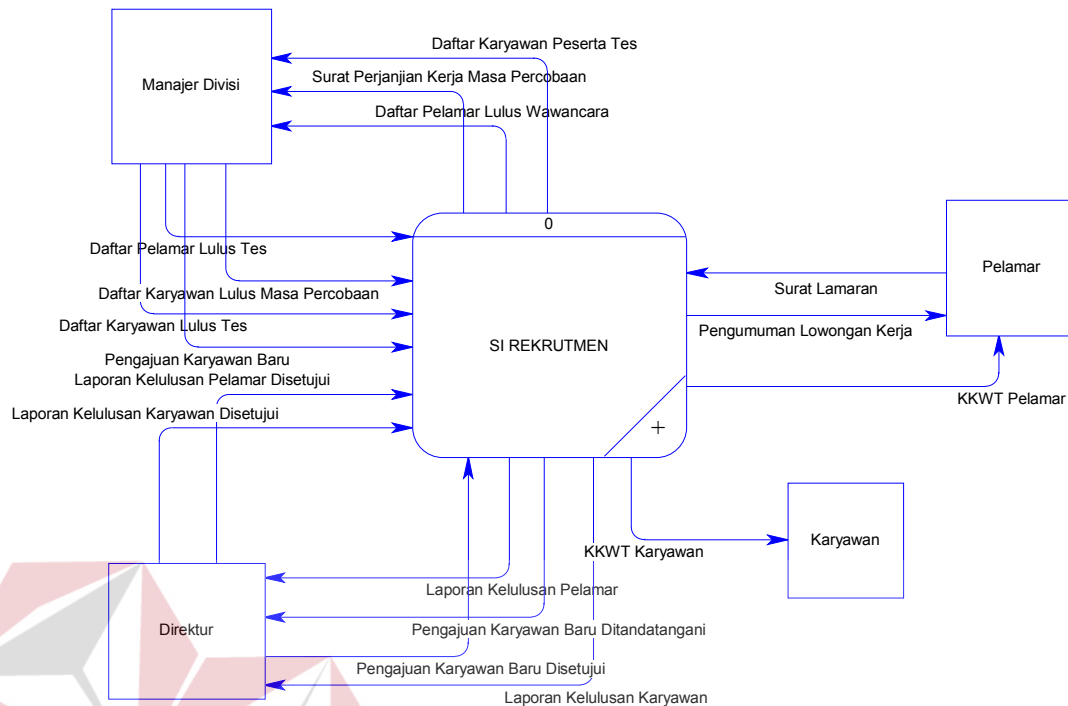 Daftar Karyawan Peserta Tes
Manajer Divisi
Surat Perjanjian Kerja Masa Percobaan
Daftar Pelamar Lulus Wawancara
0
Daftar Pelamar Lulus Tes
Pelamar
Surat Lamaran
Daftar Karyawan Lulus Masa Percobaan
Daftar Karyawan Lulus Tes
Pengumuman Lowongan Kerja
SI REKRUTMEN
Pengajuan Karyawan Baru
Laporan Kelulusan Pelamar Disetujui
KKWT Pelamar
Laporan Kelulusan Karyawan Disetujui
+
KKWT Karyawan
Karyawan
Laporan Kelulusan Pelamar
Direktur
Pengajuan Karyawan Baru Ditandatangani
Pengajuan Karyawan Baru Disetujui
Laporan Kelulusan Karyawan